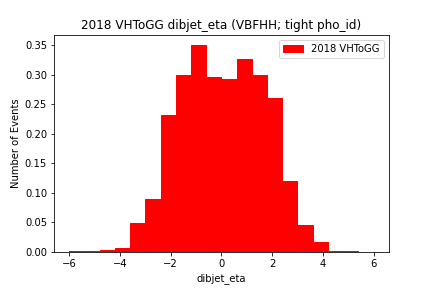 2018 VHToGG dibjet_eta (VBFHH; tight pho_id)
2018 VHToGG
Number of Events
0.35
0.30
0.25
0.20
0.15
0.10
0.05
0.00
−6 −4 −2 0 2 4 6
dibjet_eta